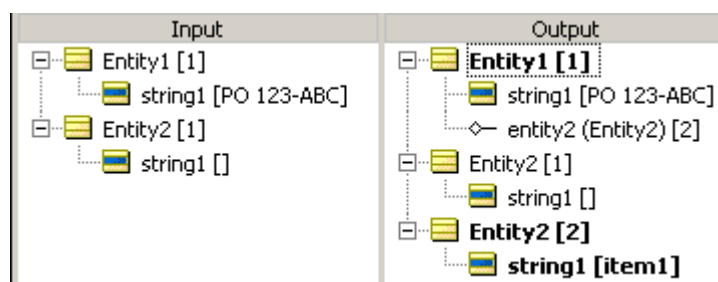 Input
Entity1 [1]
string1 [PO 123-ABC]
Entity2 [1]
string1 []
Output
Entity1 [1]
string1 [PO 123-ABC]
entity2 (Entity2) [2]
Entity2 [1]
string1 []
Entity2 [2]
string1 [item1]